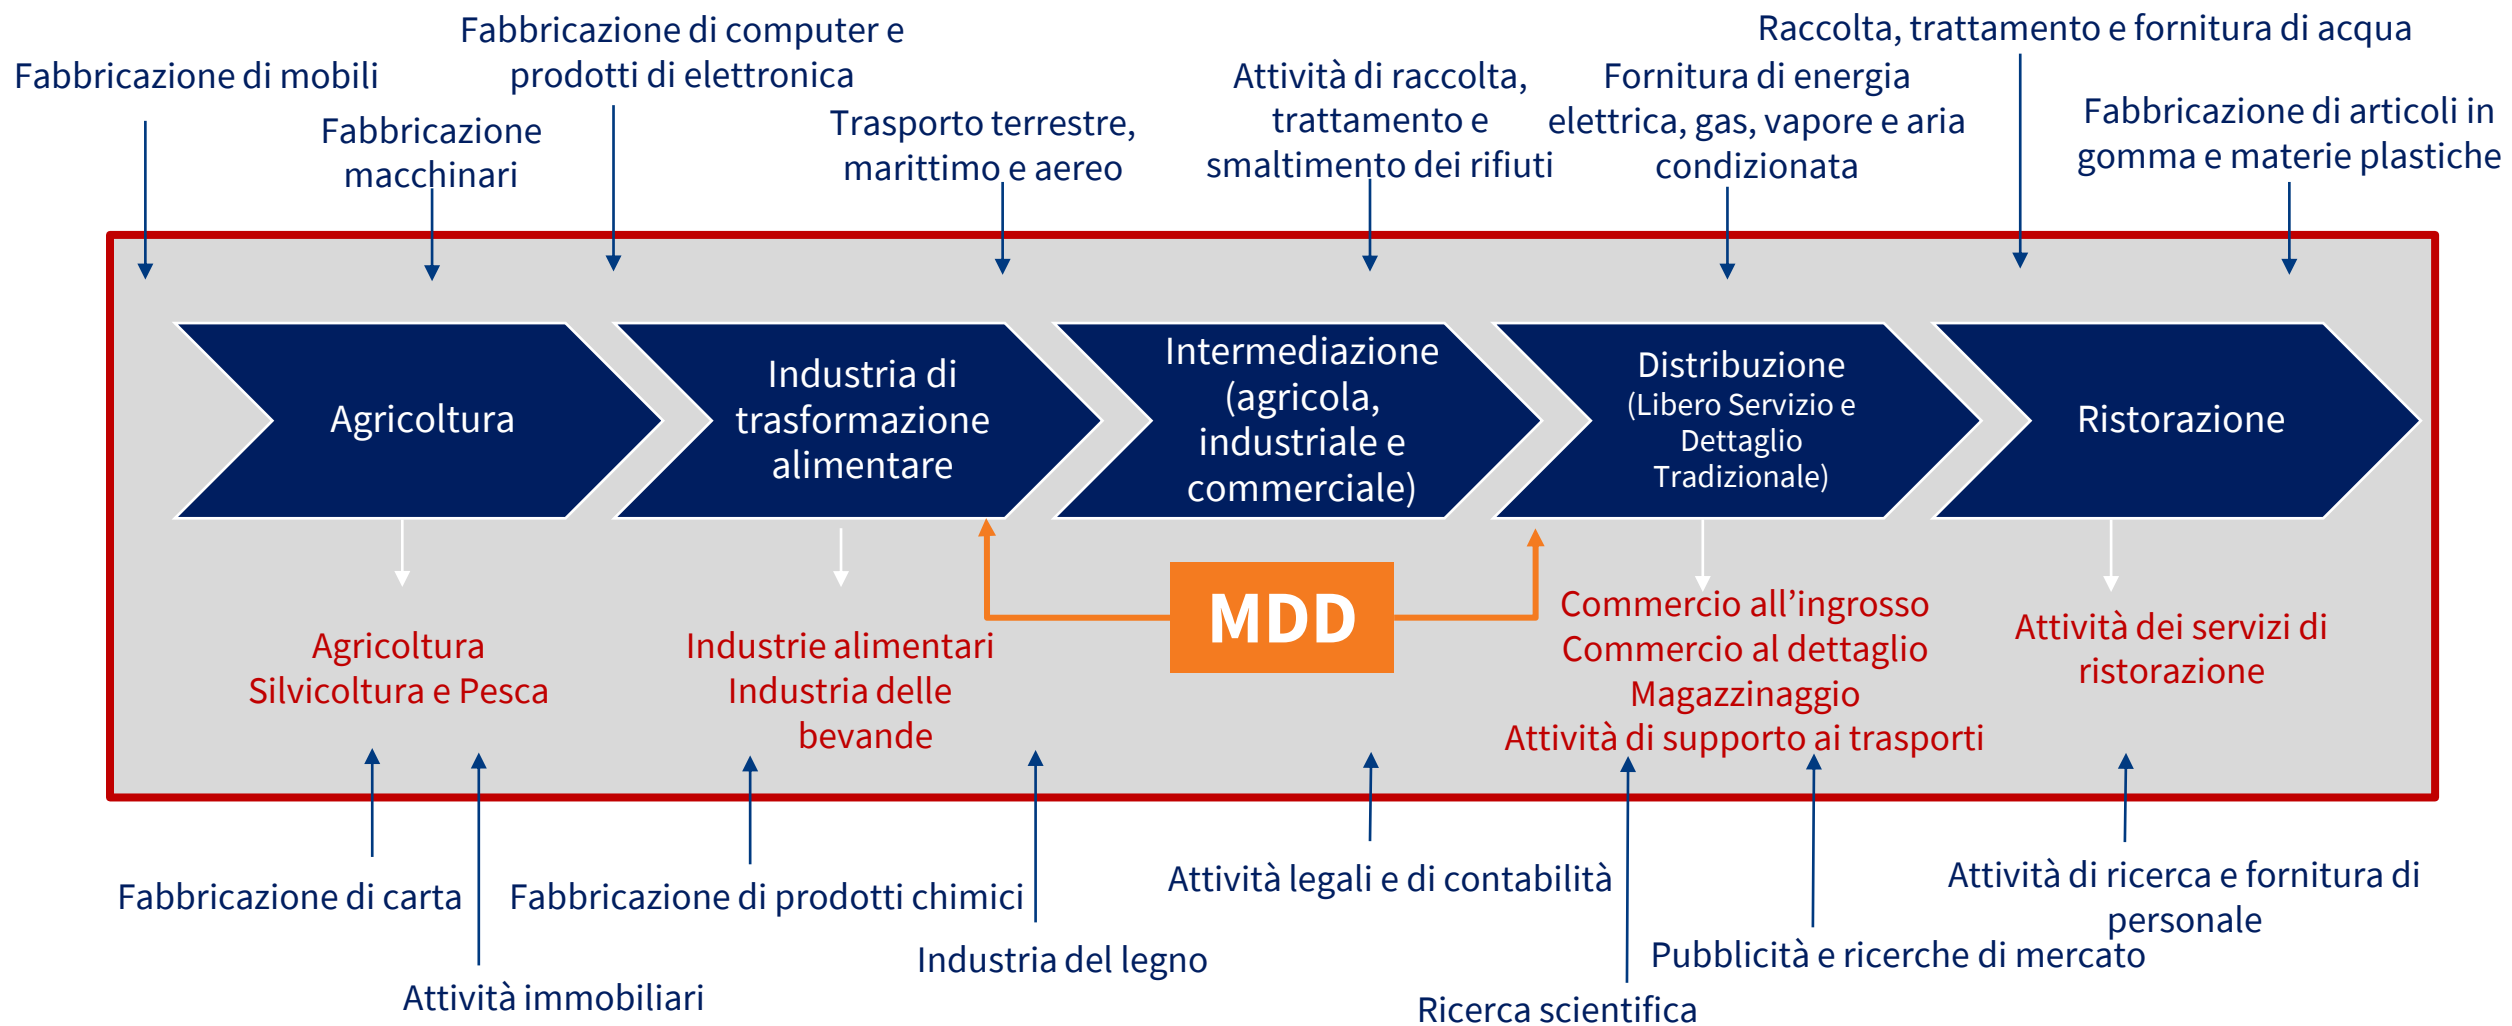 Fabbricazione di mobili
Fabbricazione
macchinari
Fabbricazione di computer e
prodotti di elettronica
Trasporto terrestre,
marittimo e aereo
Attività di raccolta,
trattamento e
smaltimento dei rifiuti
Fornitura di energia
elettrica, gas, vapore e aria
condizionata
Raccolta, trattamento e fornitura di acqua
Fabbricazione di articoli in
gomma e materie plastiche
Agricoltura
Industria di
trasformazione
alimentare
Intermediazione
(agricola,
industriale e
commerciale)
Distribuzione
(Libero Servizio e
Dettaglio
Tradizionale)
Ristorazione
MDD
Agricoltura
Silvicoltura e Pesca
Industrie alimentari
Industria delle
bevande
Commercio all’ingrosso
Commercio al dettaglio
Magazzinaggio
Attività di supporto ai trasporti
Attività dei servizi di
ristorazione
Fabbricazione di carta
Attività immobiliari
Fabbricazione di prodotti chimici
Industria del legno
Attività legali e di contabilità
Ricerca scientifica
Pubblicità e ricerche di mercato
Attività di ricerca e fornitura di
personale